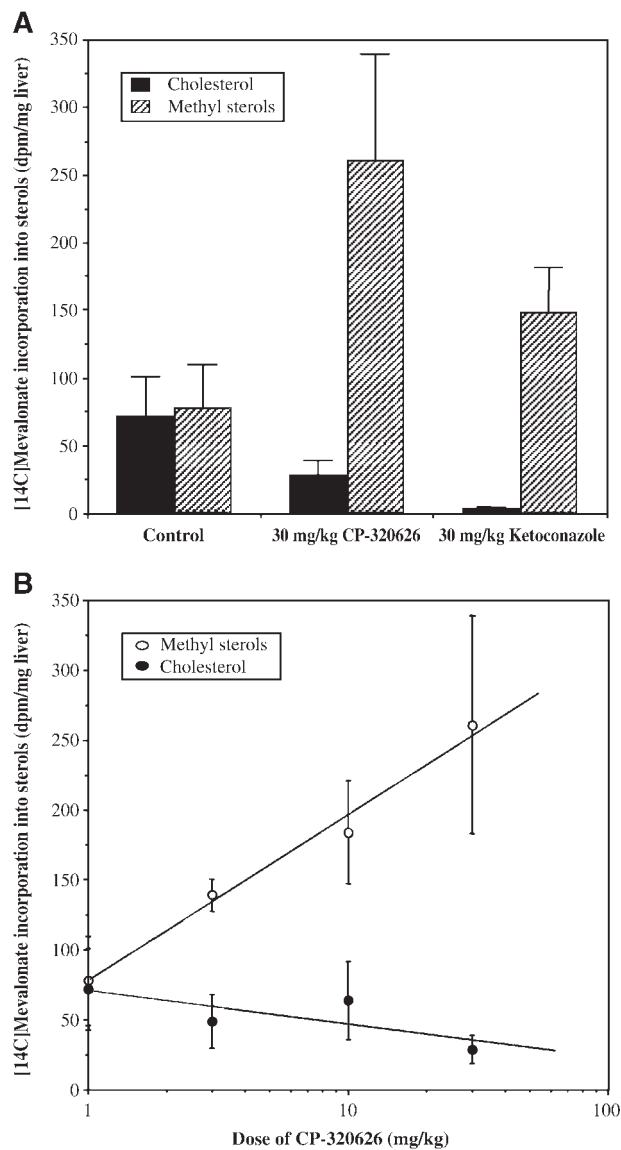 A
[14C]Mevalonate incorporation into sterols (dpm/mg liver)
350
300
250
200
150
100
50
0
Cholesterol
Methyl sterols
Control
30 mg/kg CP-320626
30 mg/kg Ketoconazole
B
[14C]Mevalonate incorporation into sterols (dpm/mg liver)
350
300
250
200
150
100
50
0
Methyl sterols
Cholesterol
1
10
100
Dose of CP-320626 (mg/kg)